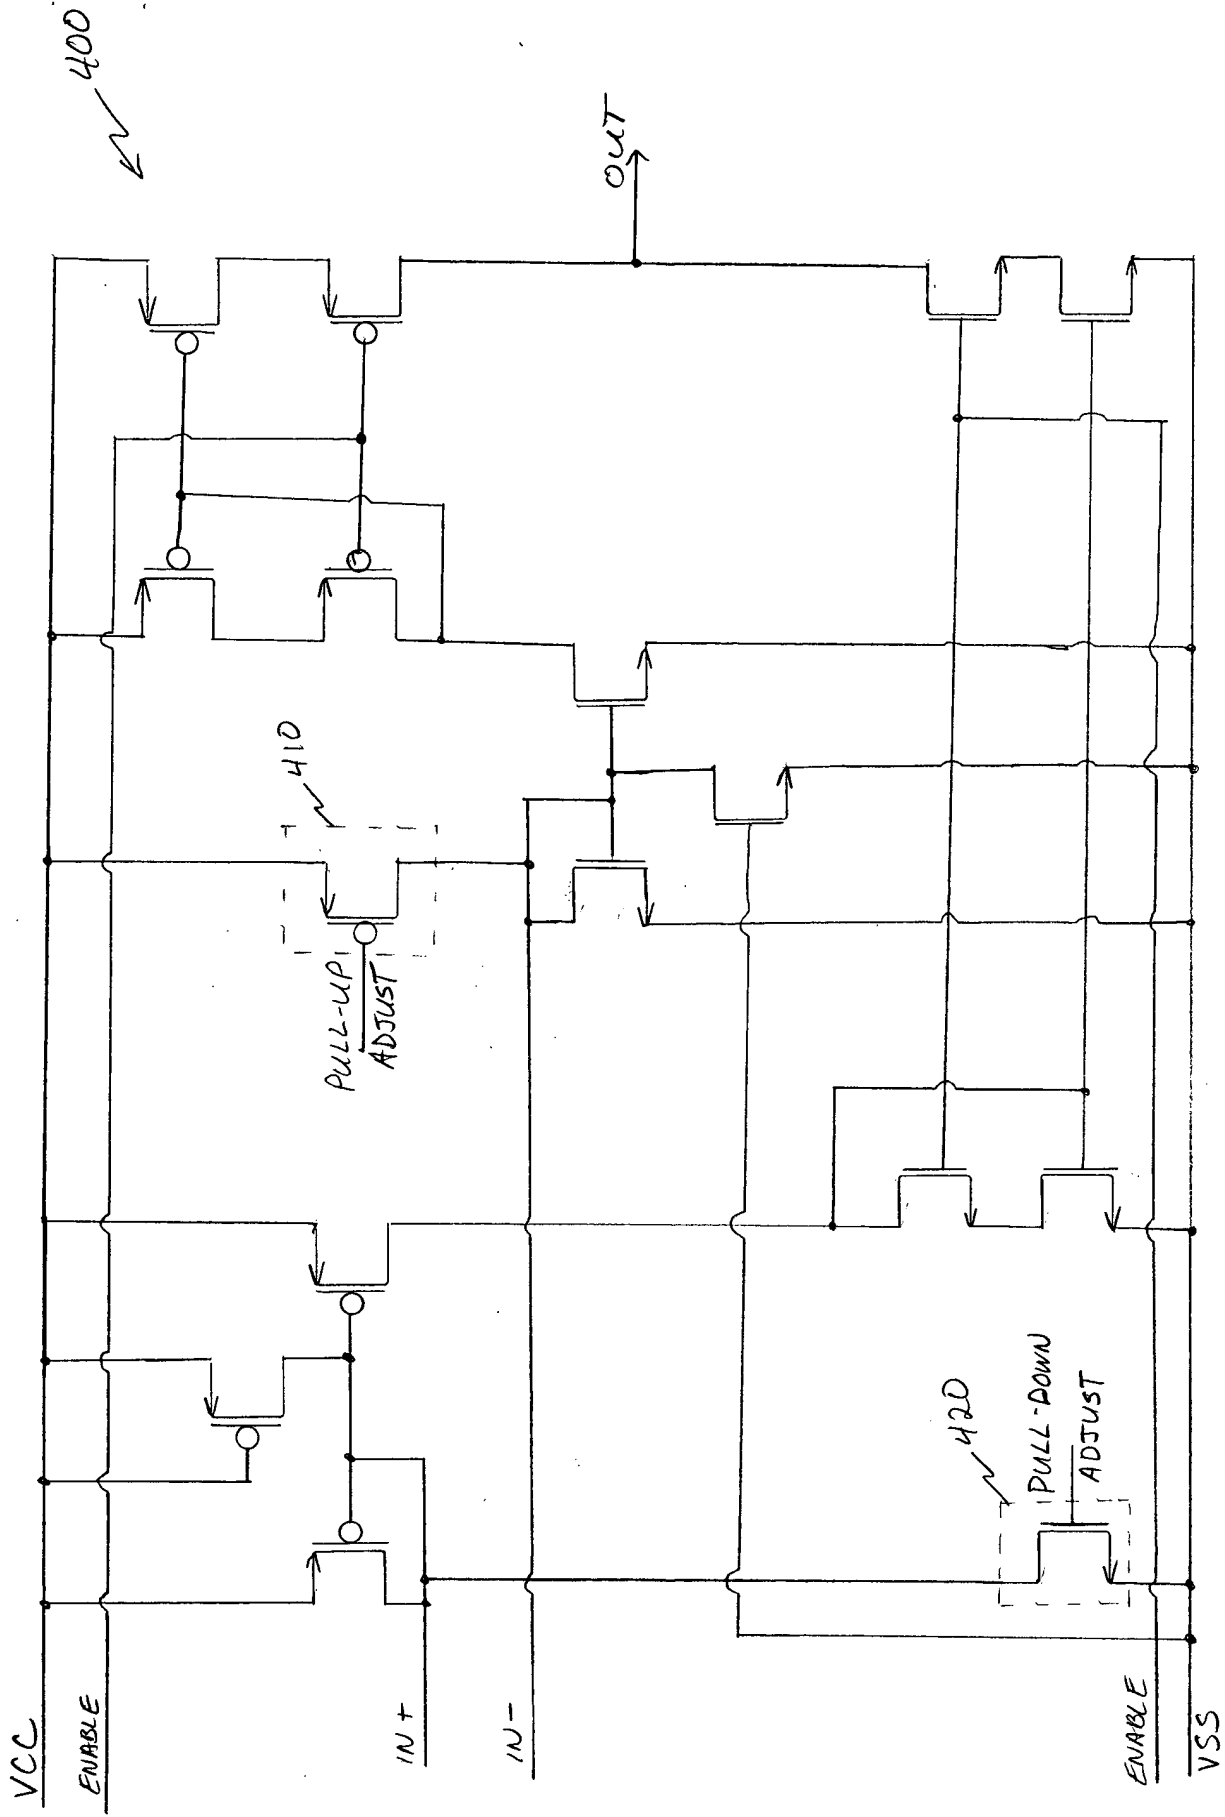 400
VCC
ENABLE
IN+
IN-
OUT
410
PULL-UP
ADJUST
420
PULL-DOWN
ADJUST
ENABLE
VSS